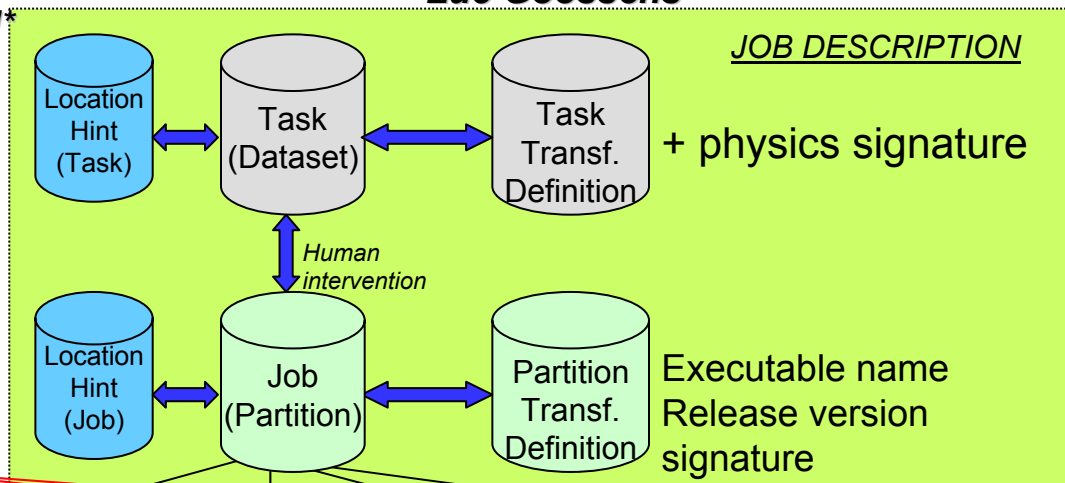 JOB DESCRIPTION
Location
Hint
(Task)
Task
(Dataset)
Task
Transf.
Definition
+ physics signature
Human
intervention
Location
Hint
(Job)
Job
(Partition)
Partition
Transf.
Definition
Executable name
Release version
signature